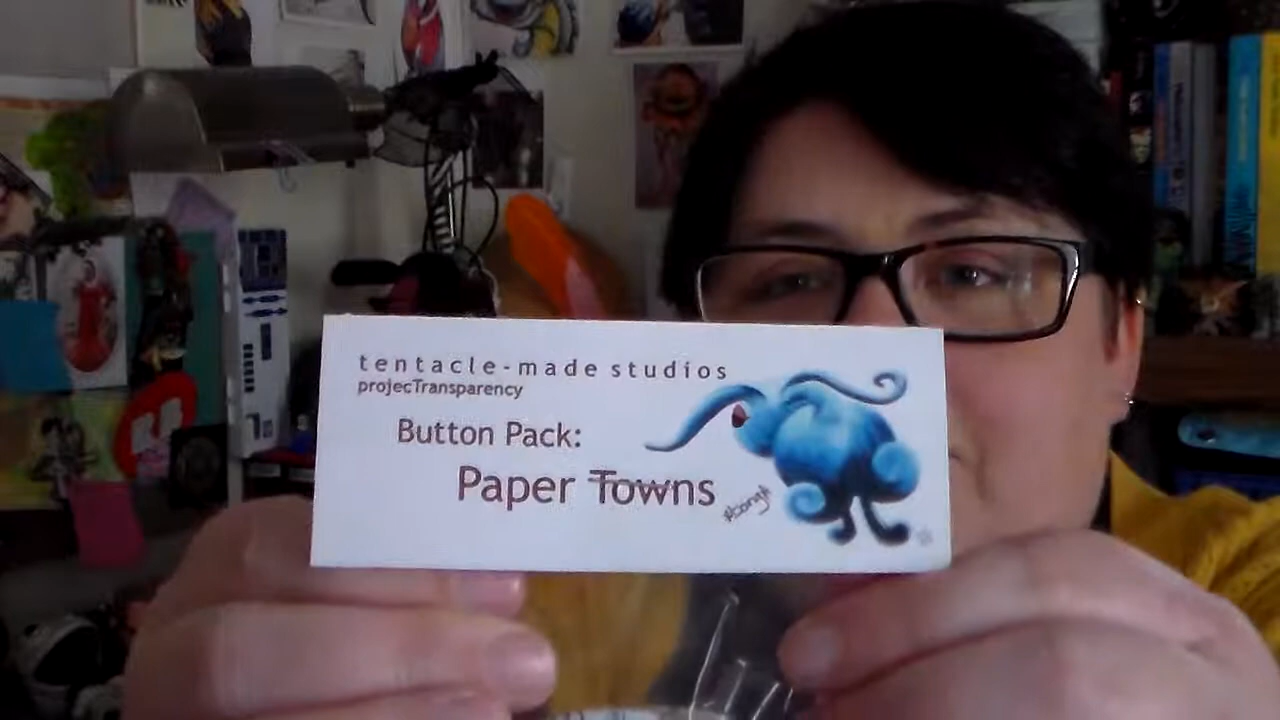 tentacle-made studios
projecTransparency
Button Pack:
Paper Towns